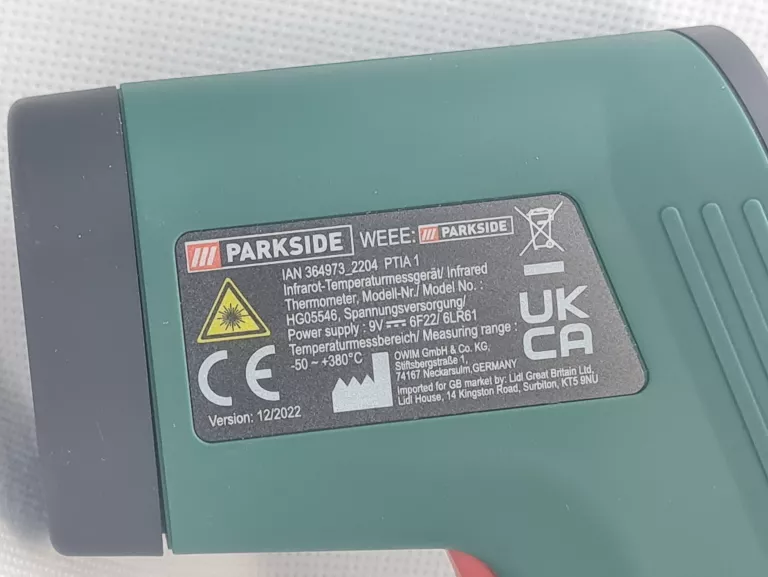 PARKSIDE WEEE: PARKSIDE
IAN 364973_2204 PTIA 1
Infrarot-Temperaturmessgerät/ Infrared
Thermometer, Modell-Nr./ Model No. :
HG05546, Spannungsversorgung/
Power supply : 9V⎓ 6F22/ 6LR61
Temperaturmessbereich/ Measuring range :
-50 ~ +380°C
OWIM GmbH & Co. KG,
Stiftsbergstraße 1,
74167 Neckarsulm, GERMANY
Imported for GB market by: Lidl Great Britain Ltd,
Lidl House, 14 Kingston Road, Surbiton, KT5 9NU
CE
Version: 12/2022
UK
CA